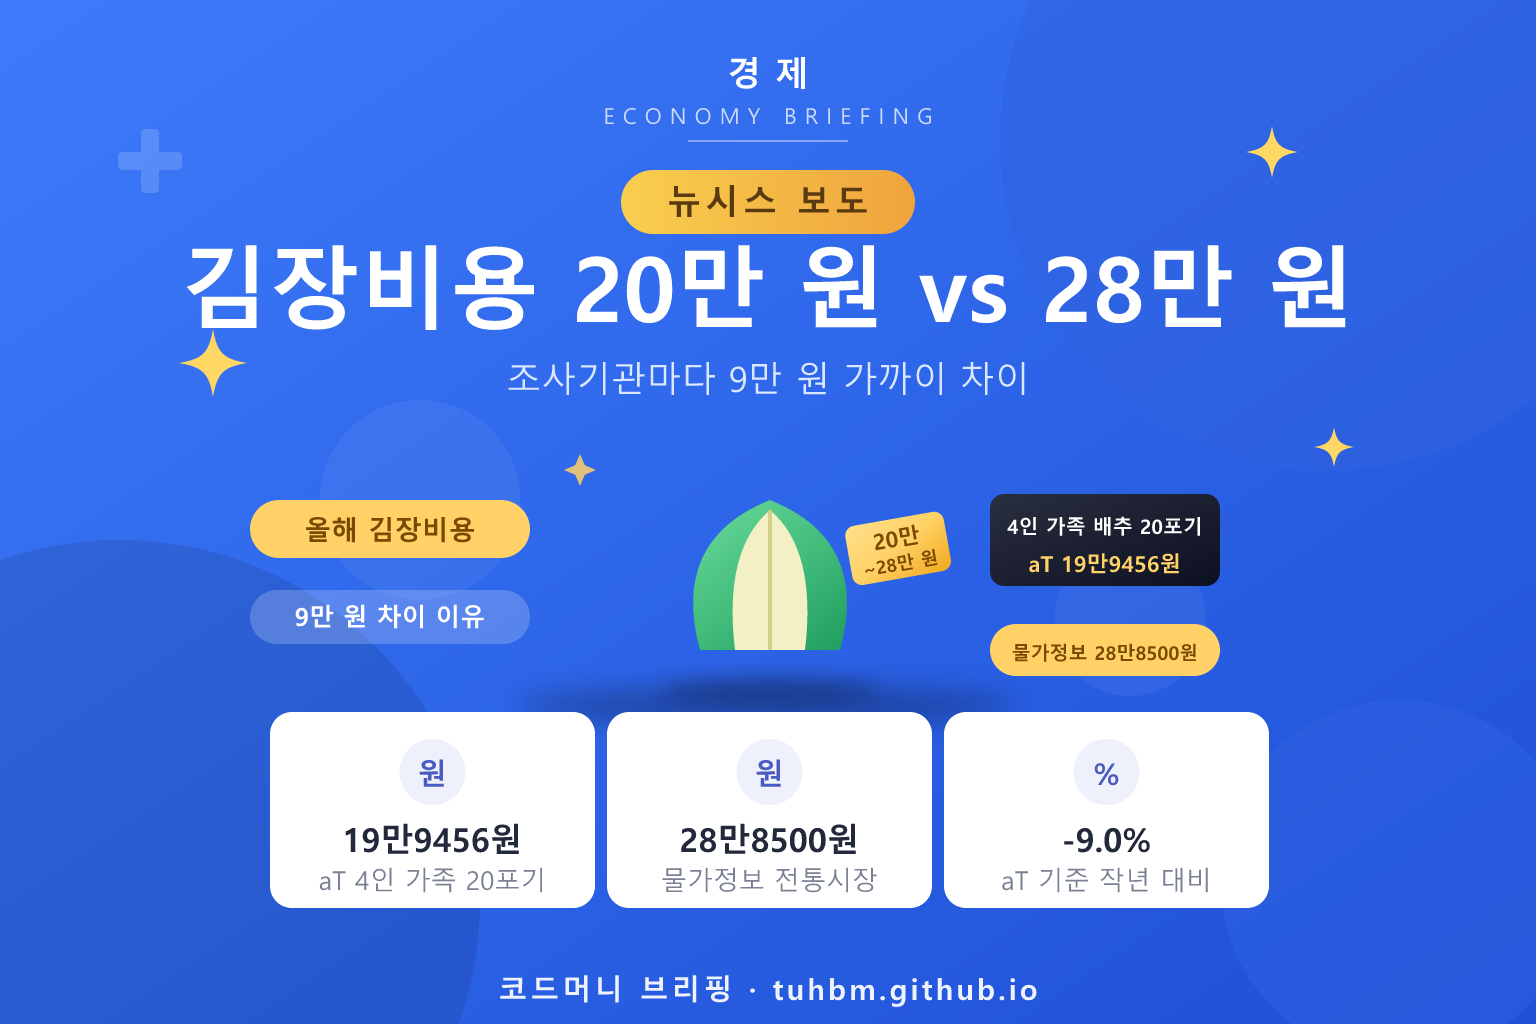 경제
ECONOMY BRIEFING
뉴시스 보도
김장비용 20만 원 vs 28만 원
조사기관마다 9만 원 가까이 차이
올해 김장비용
9만 원 차이 이유
20만
~28만 원
4인 가족 배추 20포기
aT 19만9456원
물가정보 28만8500원
원
19만9456원
aT 4인 가족 20포기
원
28만8500원
물가정보 전통시장
%
-9.0%
aT 기준 작년 대비
코드머니 브리핑 · tuhbm.github.io